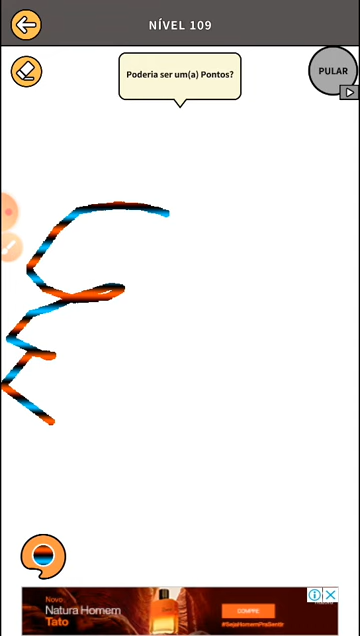 NÍVEL 109
Poderia ser um(a) Pontos?
PULAR
Novo
Natura Homem
Tato
COMPRE
#SejaHomemPraSentir